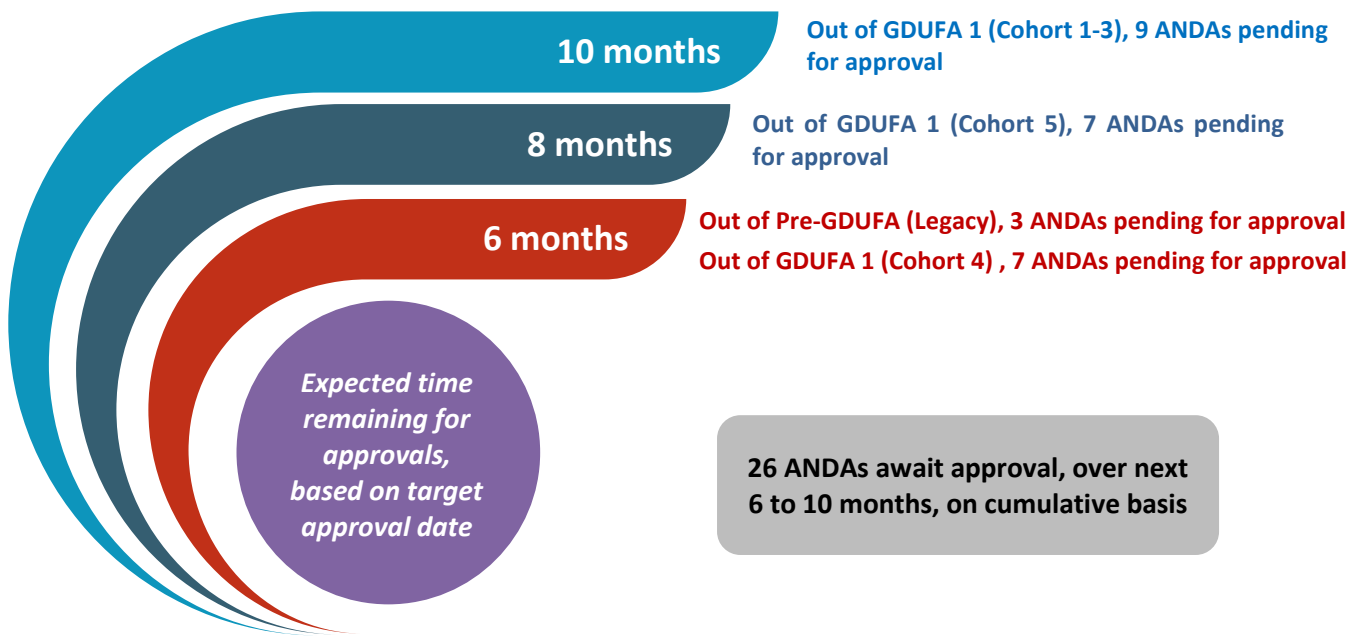 10 months
Out of GDUFA 1 (Cohort 1-3), 9 ANDAs pending
for approval
8 months
Out of GDUFA 1 (Cohort 5), 7 ANDAs pending
for approval
6 months
Out of Pre-GDUFA (Legacy), 3 ANDAs pending for approval
Out of GDUFA 1 (Cohort 4) , 7 ANDAs pending for approval
Expected time
remaining for
approvals,
based on target
approval date
26 ANDAs await approval, over next
6 to 10 months, on cumulative basis